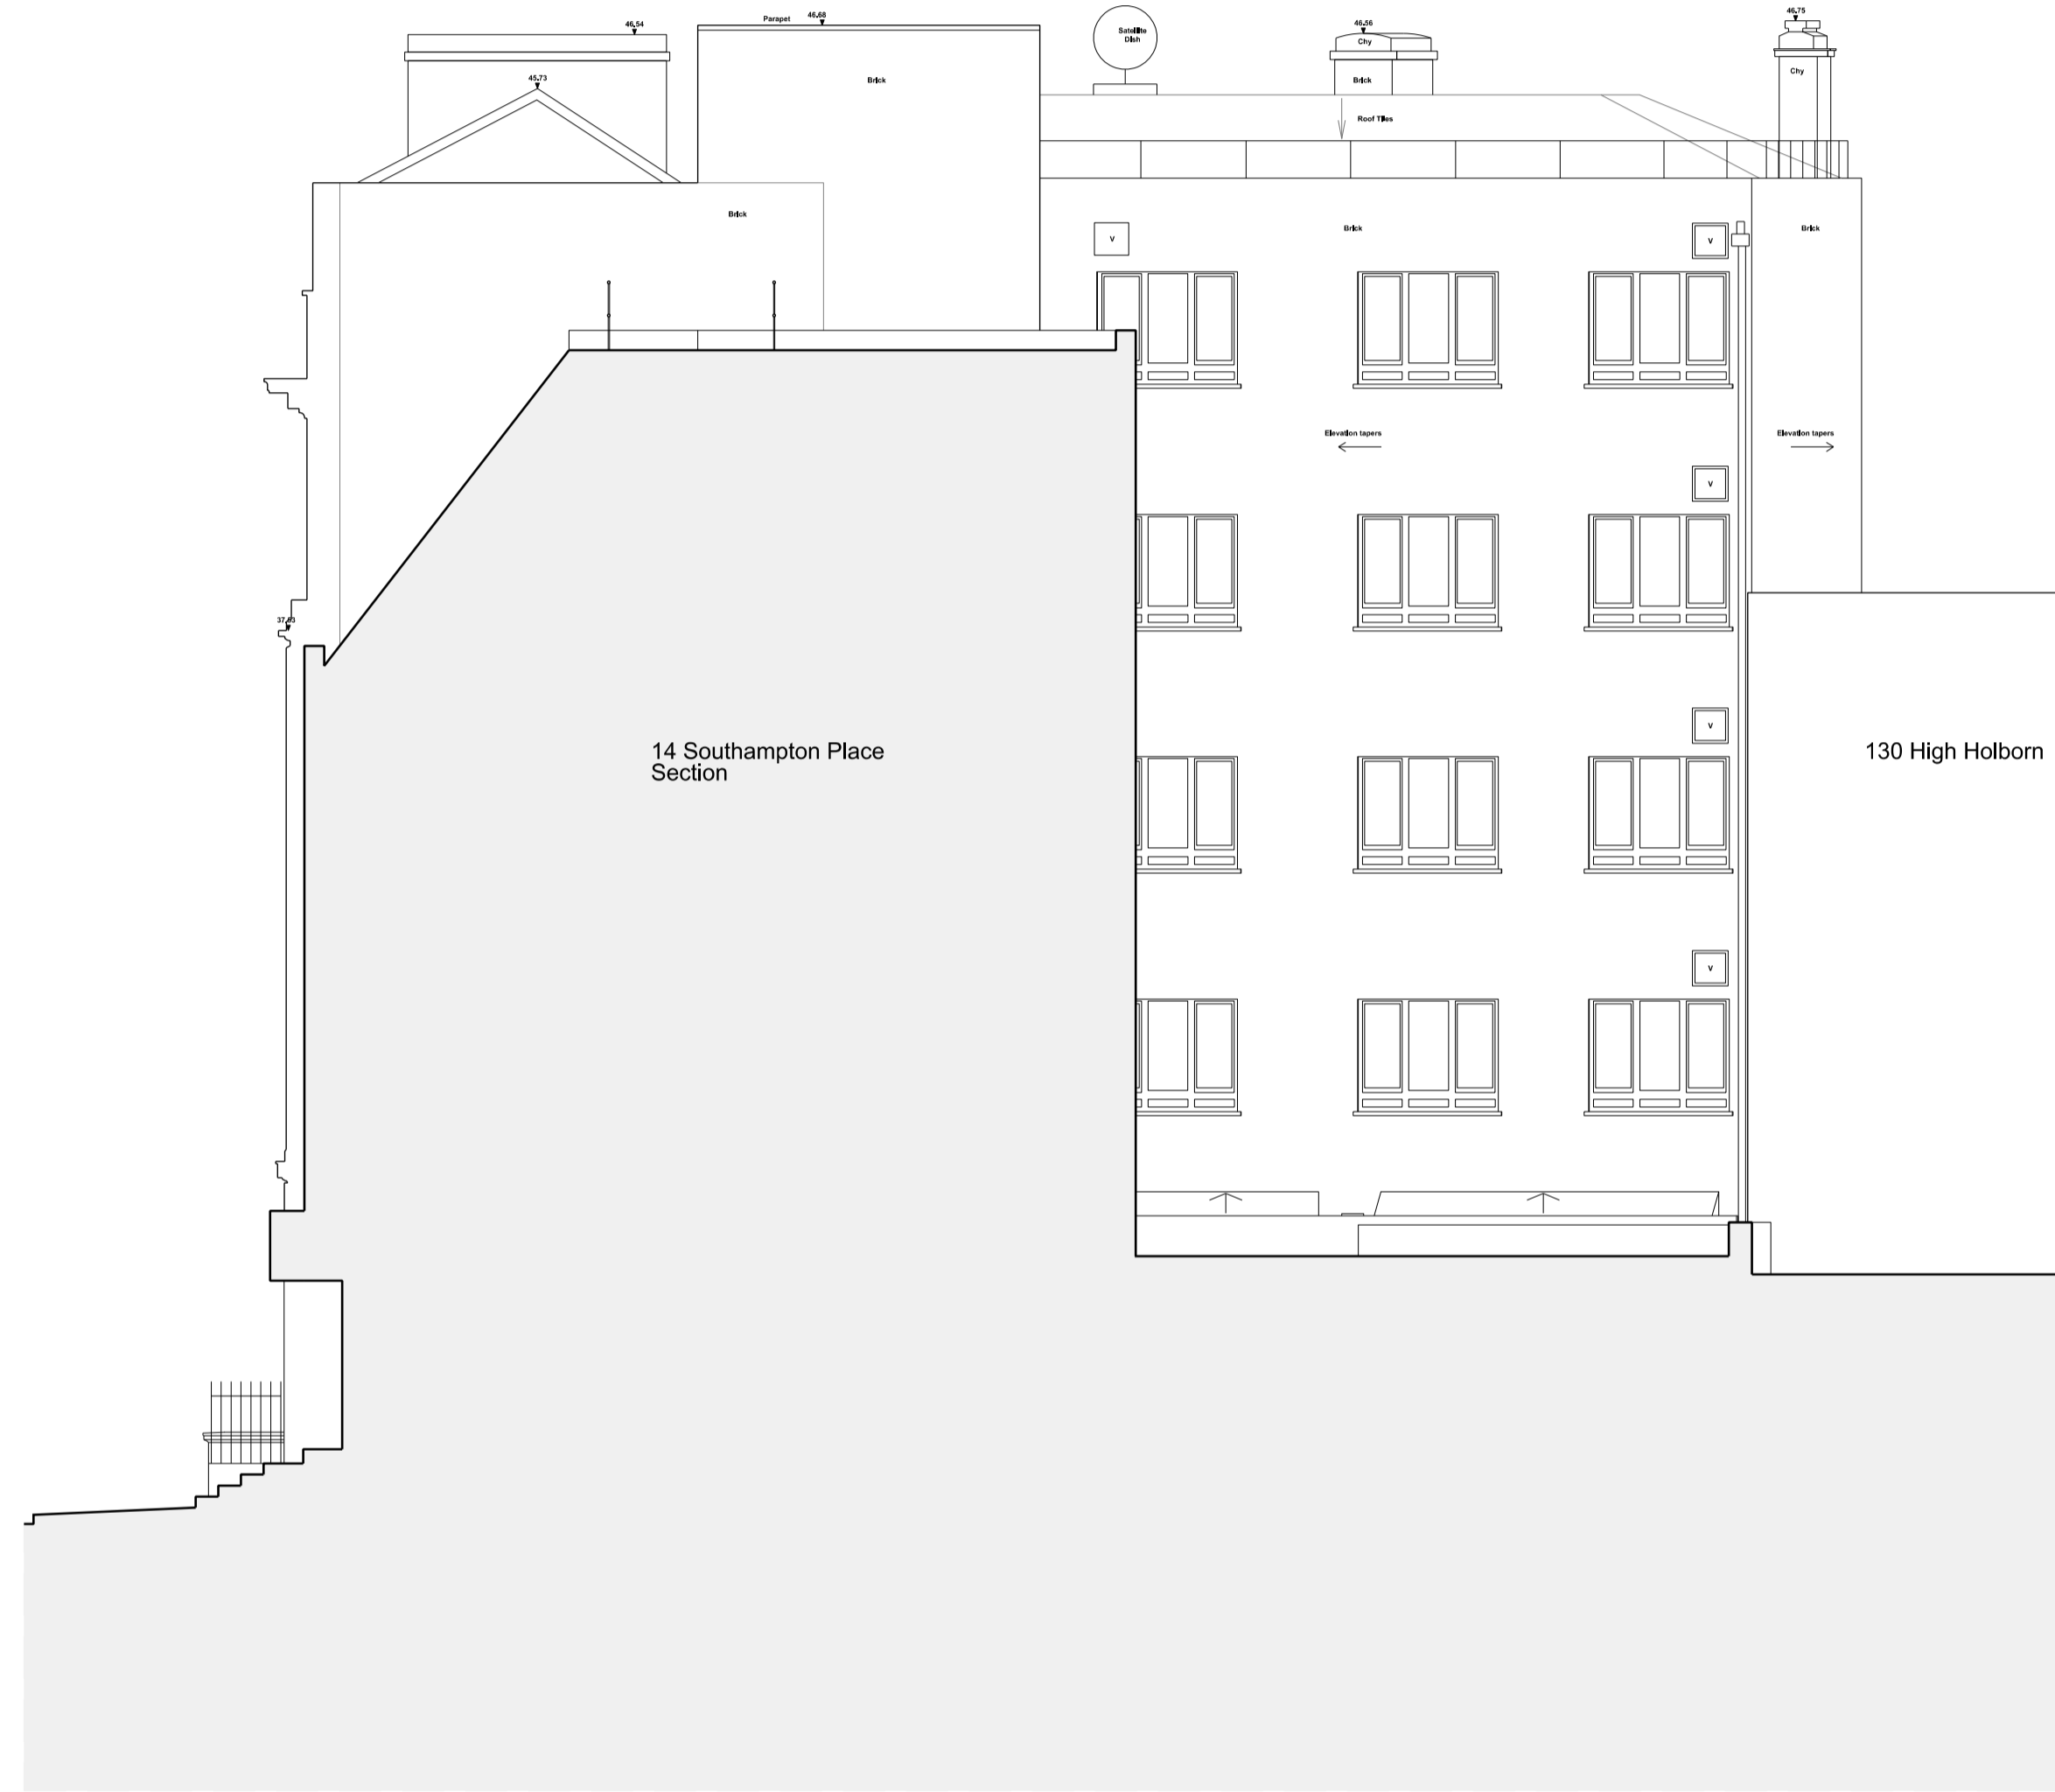 46.75
46.68
Parapet
46.54
46.56
Satellite
Dish
Chy
Chy
45.73
Brick
Brick
Roof Tiles
Brick
Brick
Brick
V
V
Elevation tapers
Elevation tapers
V
37.63
V
14 Southampton Place
Section
130 High Holborn
V